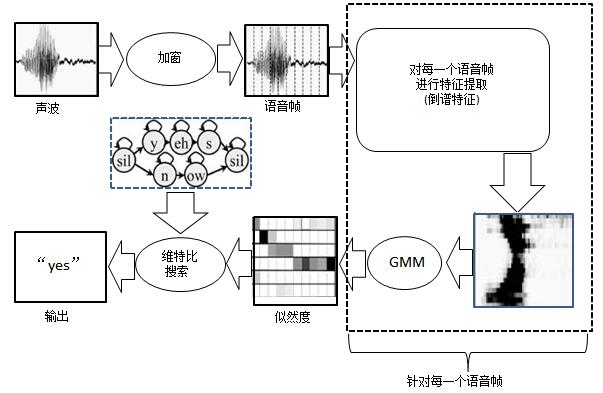 声波
加窗
语音帧
对每一个语音帧
进行特征提取
(倒谱特征)
sil
y
eh
s
sil
n
ow
“yes”
输出
维特比
搜索
似然度
GMM
针对每一个语音帧